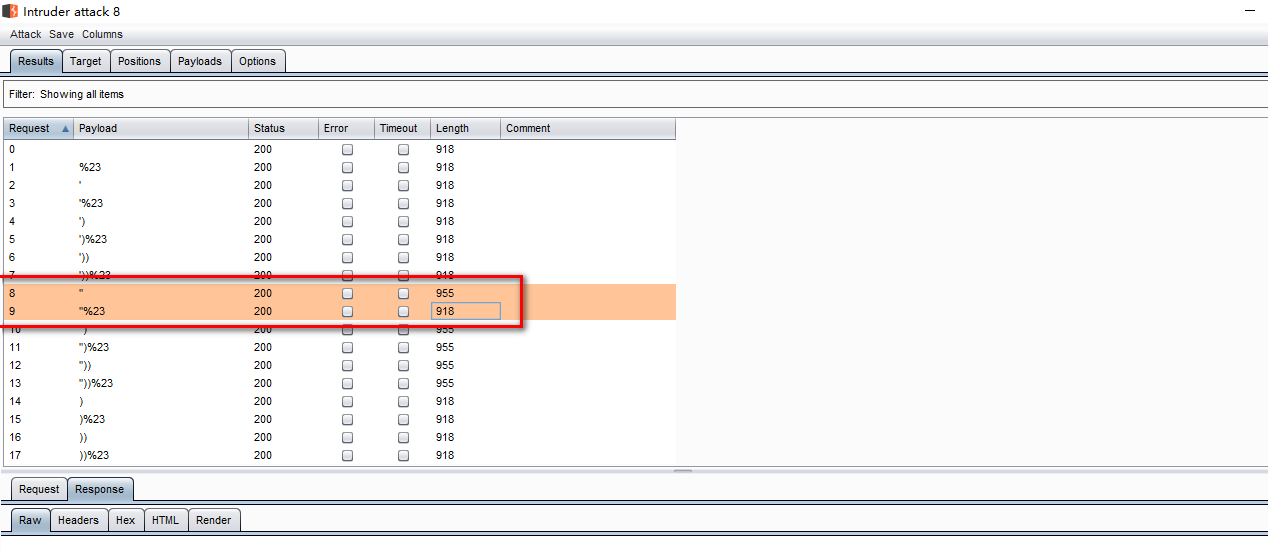 Intruder attack 8
Attack Save Columns
Results Target Positions Payloads Options
Filter: Showing all items
Request Payload Status Error Timeout Length Comment
0 200 918
1 %23 200 918
2 ' 200 918
3 '%23 200 918
4 ') 200 918
5 ')%23 200 918
6 ')) 200 918
7 '))%23 200 918
8 " 200 955
9 "%23 200 918
10 ") 200 955
11 ")%23 200 955
12 ")) 200 955
13 "))%23 200 955
14 ) 200 918
15 )%23 200 918
16 )) 200 918
17 ))%23 200 918
Request Response
Raw Headers Hex HTML Render